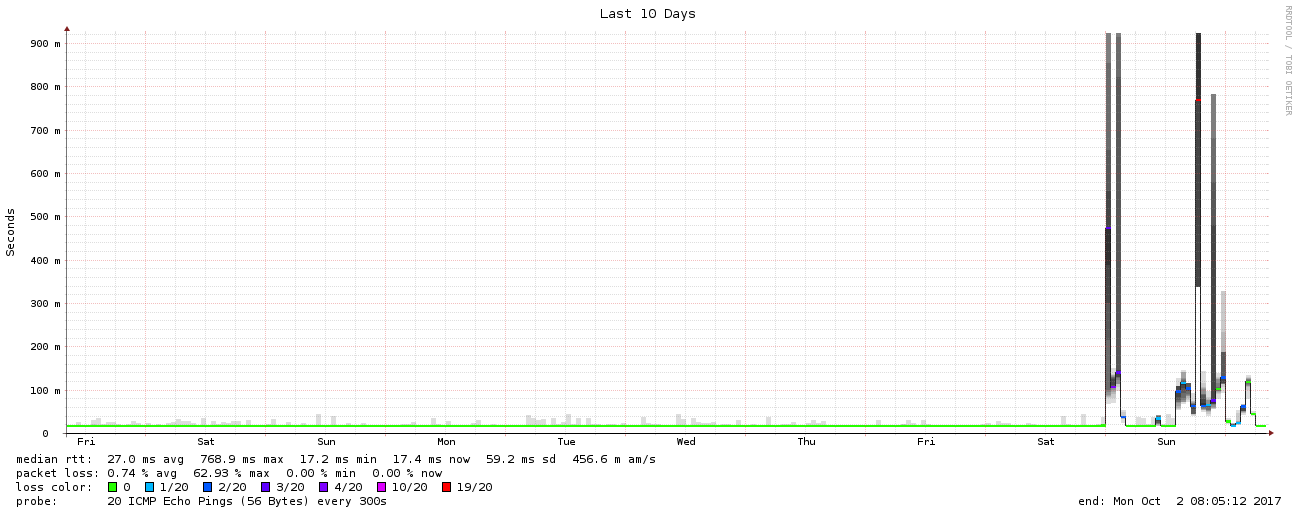 Last 10 Days
RRDTOOL / TOBI OETIKER
Seconds
900 m
800 m
700 m
600 m
500 m
400 m
300 m
200 m
100 m
0
Fri Sat Sun Mon Tue Wed Thu Fri Sat Sun
median rtt: 27.0 ms avg 768.9 ms max 17.2 ms min 17.4 ms now 59.2 ms sd 456.6 m am/s
packet loss: 0.74 % avg 62.93 % max 0.00 % min 0.00 % now
loss color: 0 1/20 2/20 3/20 4/20 10/20 19/20
probe: 20 ICMP Echo Pings (56 Bytes) every 300s end: Mon Oct 2 08:05:12 2017